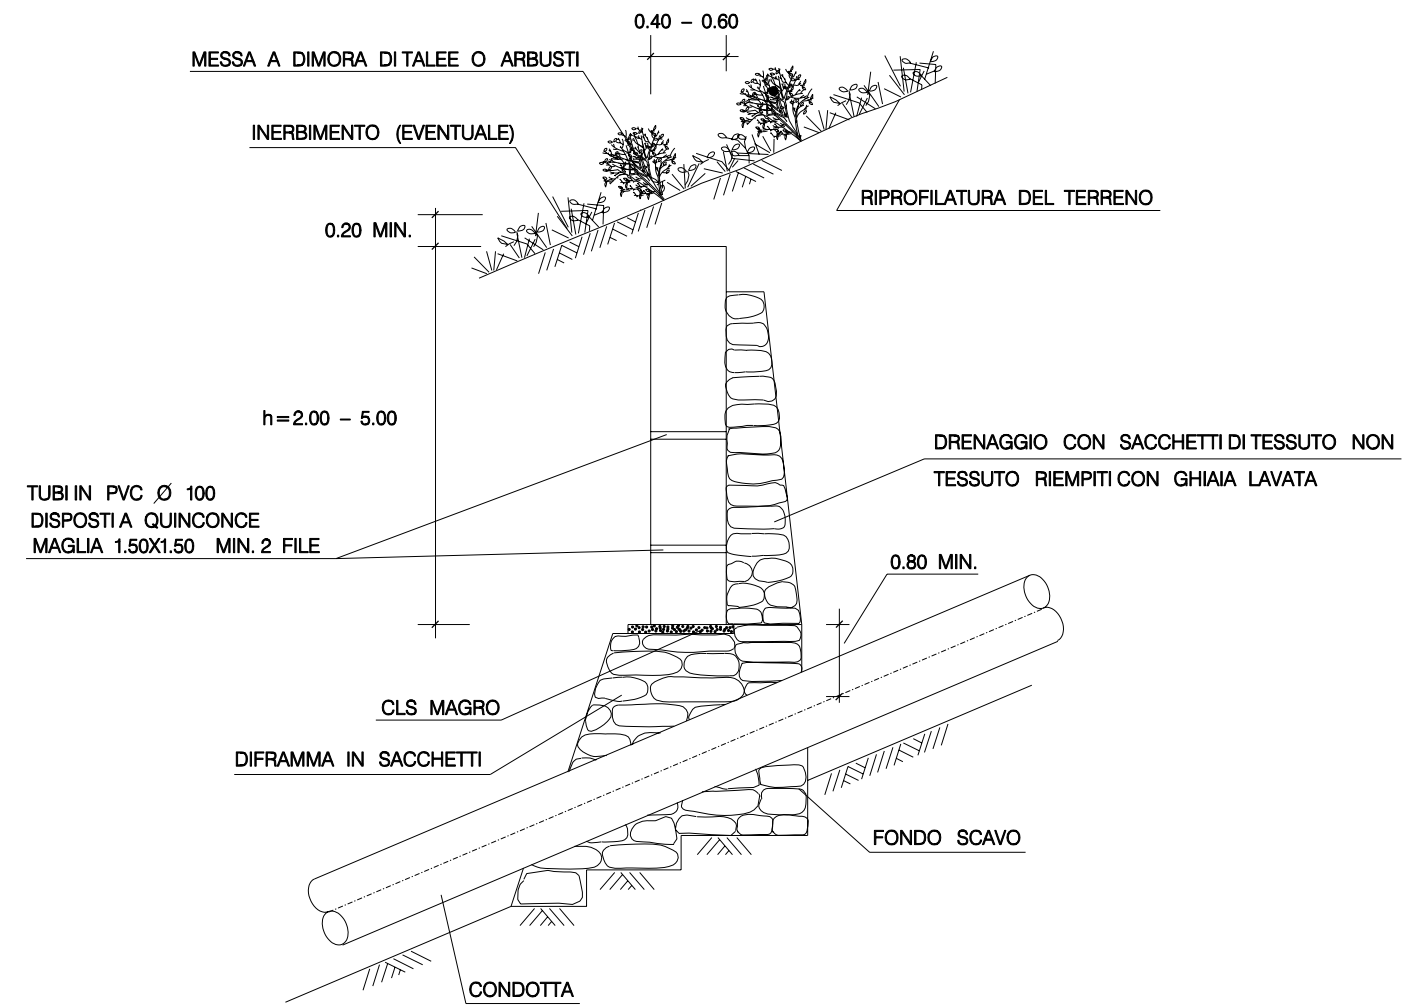 0.40 – 0.60
MESSA A DIMORA DI TALEE O ARBUSTI
INERBIMENTO (EVENTUALE)
RIPROFILATURA DEL TERRENO
0.20 MIN.
h=2.00 – 5.00
DRENAGGIO CON SACCHETTI DI TESSUTO NON
TESSUTO RIEMPITI CON GHIAIA LAVATA
TUBI IN PVC Ø 100
DISPOSTI A QUINCONCE
MAGLIA 1.50X1.50 MIN. 2 FILE
0.80 MIN.
CLS MAGRO
DIFRAMMA IN SACCHETTI
FONDO SCAVO
CONDOTTA